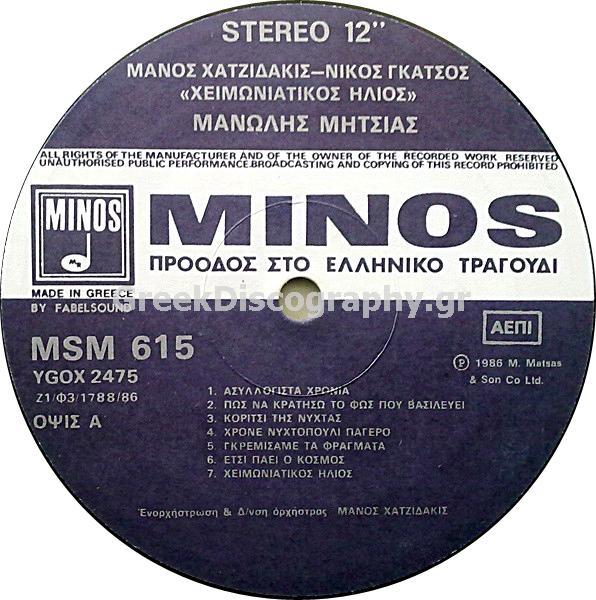 STEREO 12"
ΜΑΝΟΣ ΧΑΤΖΙΔΑΚΙΣ–ΝΙΚΟΣ ΓΚΑΤΣΟΣ
«ΧΕΙΜΩΝΙΑΤΙΚΟΣ ΗΛΙΟΣ»
ΜΑΝΩΛΗΣ ΜΗΤΣΙΑΣ
ALL RIGHTS OF THE MANUFACTURER AND OF THE OWNER OF THE RECORDED WORK RESERVED
UNAUTHORISED PUBLIC PERFORMANCE.BROADCASTING AND COPYING OF THIS RECORD PROHIBITED
MINOS
MINOS
ΠΡΟΟΔΟΣ ΣΤΟ ΕΛΛΗΝΙΚΟ ΤΡΑΓΟΥΔΙ
MADE IN GREECE
BY FABELSOUND
GreekDiscography.gr
MSM 615
YGOX 2475
Ζ1/Φ3/1788/86
ΟΨΙΣ Α
ΑΕΠΙ
Ⓟ 1986 M. Matsas
& Son Co Ltd.
1. ΑΣΥΛΛΟΓΙΣΤΑ ΧΡΟΝΙΑ
2. ΠΩΣ ΝΑ ΚΡΑΤΗΣΩ ΤΟ ΦΩΣ ΠΟΥ ΒΑΣΙΛΕΥΕΙ
3. ΚΟΡΙΤΣΙ ΤΗΣ ΝΥΧΤΑΣ
4. ΧΡΟΝΕ ΝΥΧΤΟΠΟΥΛΙ ΠΑΓΕΡΟ
5. ΓΚΡΕΜΙΣΑΜΕ ΤΑ ΦΡΑΓΜΑΤΑ
6. ΕΤΣΙ ΠΑΕΙ Ο ΚΟΣΜΟΣ
7. ΧΕΙΜΩΝΙΑΤΙΚΟΣ ΗΛΙΟΣ
Ἐνορχήστρωση & Δ/νση ὀρχήστρας ΜΑΝΟΣ ΧΑΤΖΙΔΑΚΙΣ